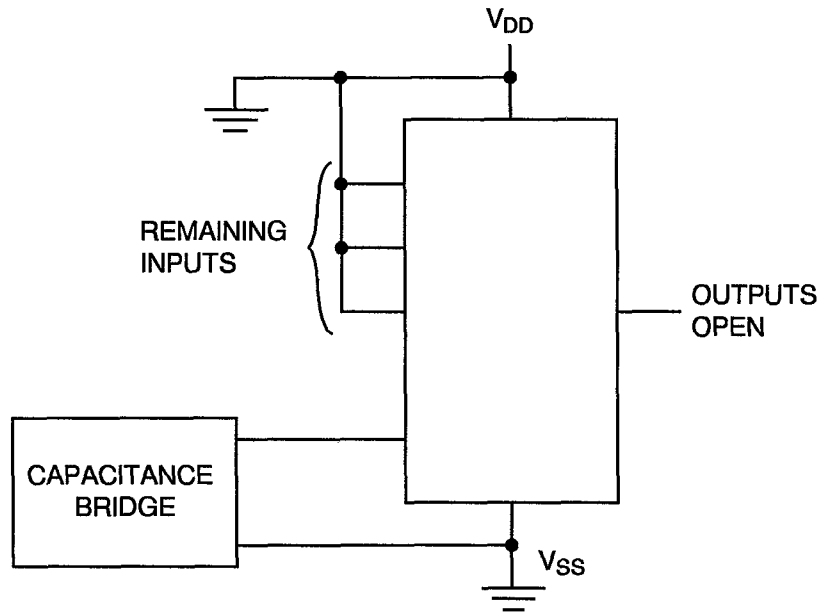 VDD
REMAINING
INPUTS
OUTPUTS
OPEN
CAPACITANCE
BRIDGE
VSS